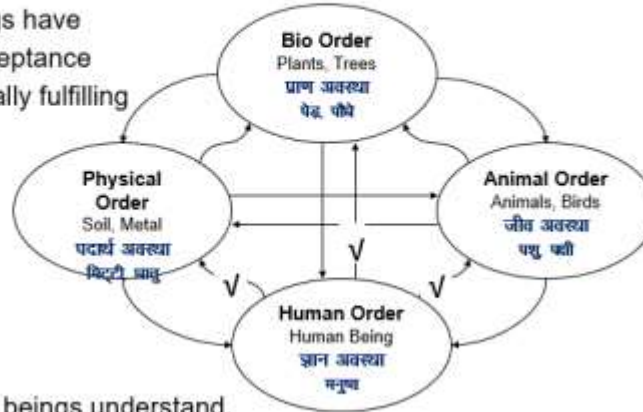 gs have
eptance
ally fulfilling
Bio Order
Plants, Trees
प्राण अवस्था
पेड़, पौधे
Physical
Order
Soil, Metal
पदार्थ अवस्था
मिट्टी, धातु
Animal Order
Animals, Birds
जीव अवस्था
पशु, पक्षी
√
√
√
Human Order
Human Being
ज्ञान अवस्था
मनुष्य
beings understand